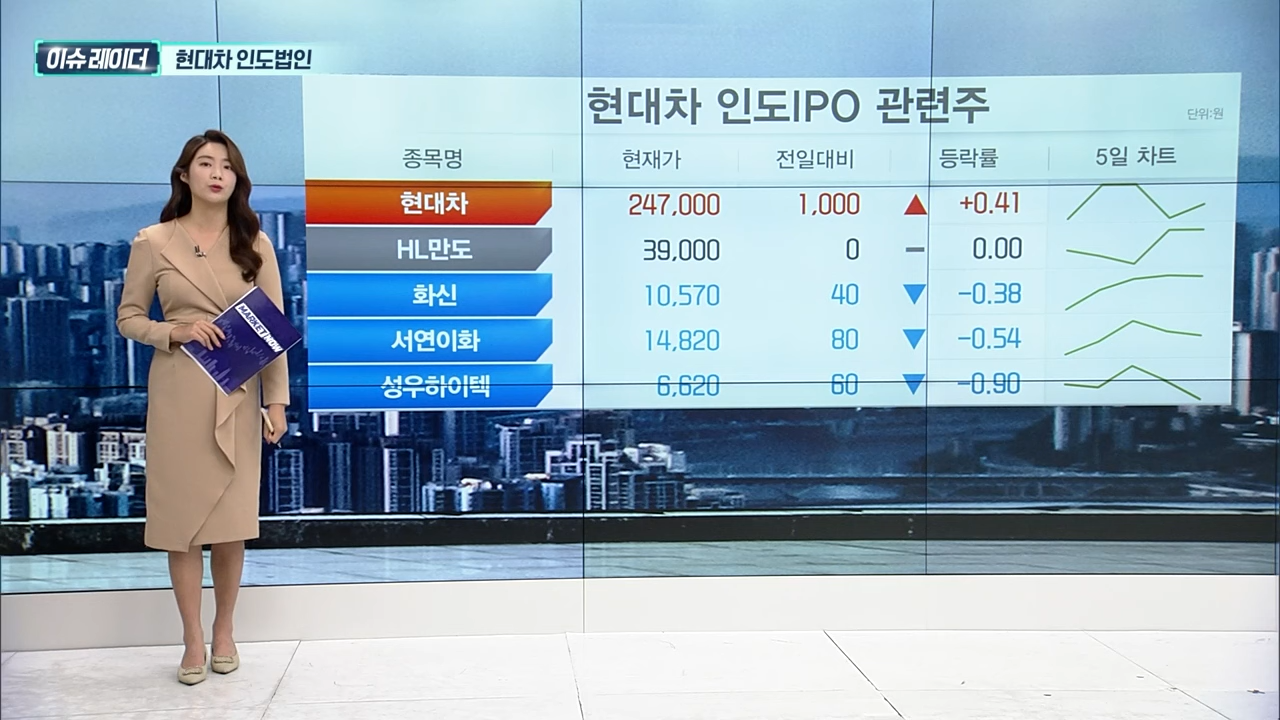 이슈 레이더 현대차 인도법인
현대차 인도IPO 관련주
단위:원
종목명 현재가 전일대비 등락률 5일 차트
현대차 247,000 1,000 ▲ +0.41
HL만도 39,000 0 － 0.00
화신 10,570 40 ▼ -0.38
서연이화 14,820 80 ▼ -0.54
성우하이텍 6,620 60 ▼ -0.90
MARKET NOW